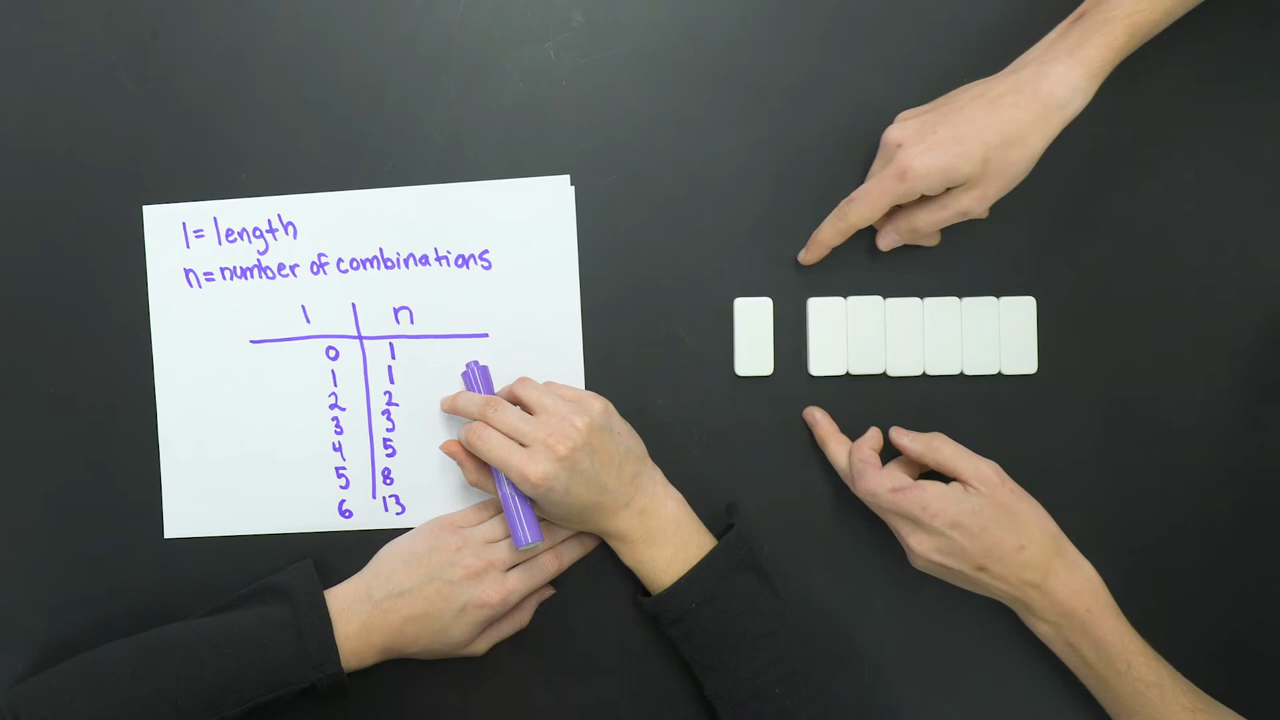 l = length
n = number of combinations
l n
0 1
1 1
2 2
3 3
4 5
5 8
6 13